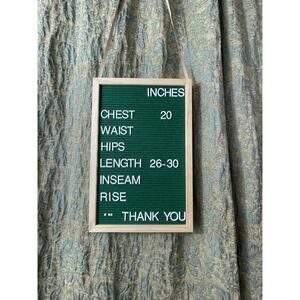 INCHES
CHEST 20
WAIST
HIPS
LENGTH 26-30
INSEAM
RISE
THANK YOU